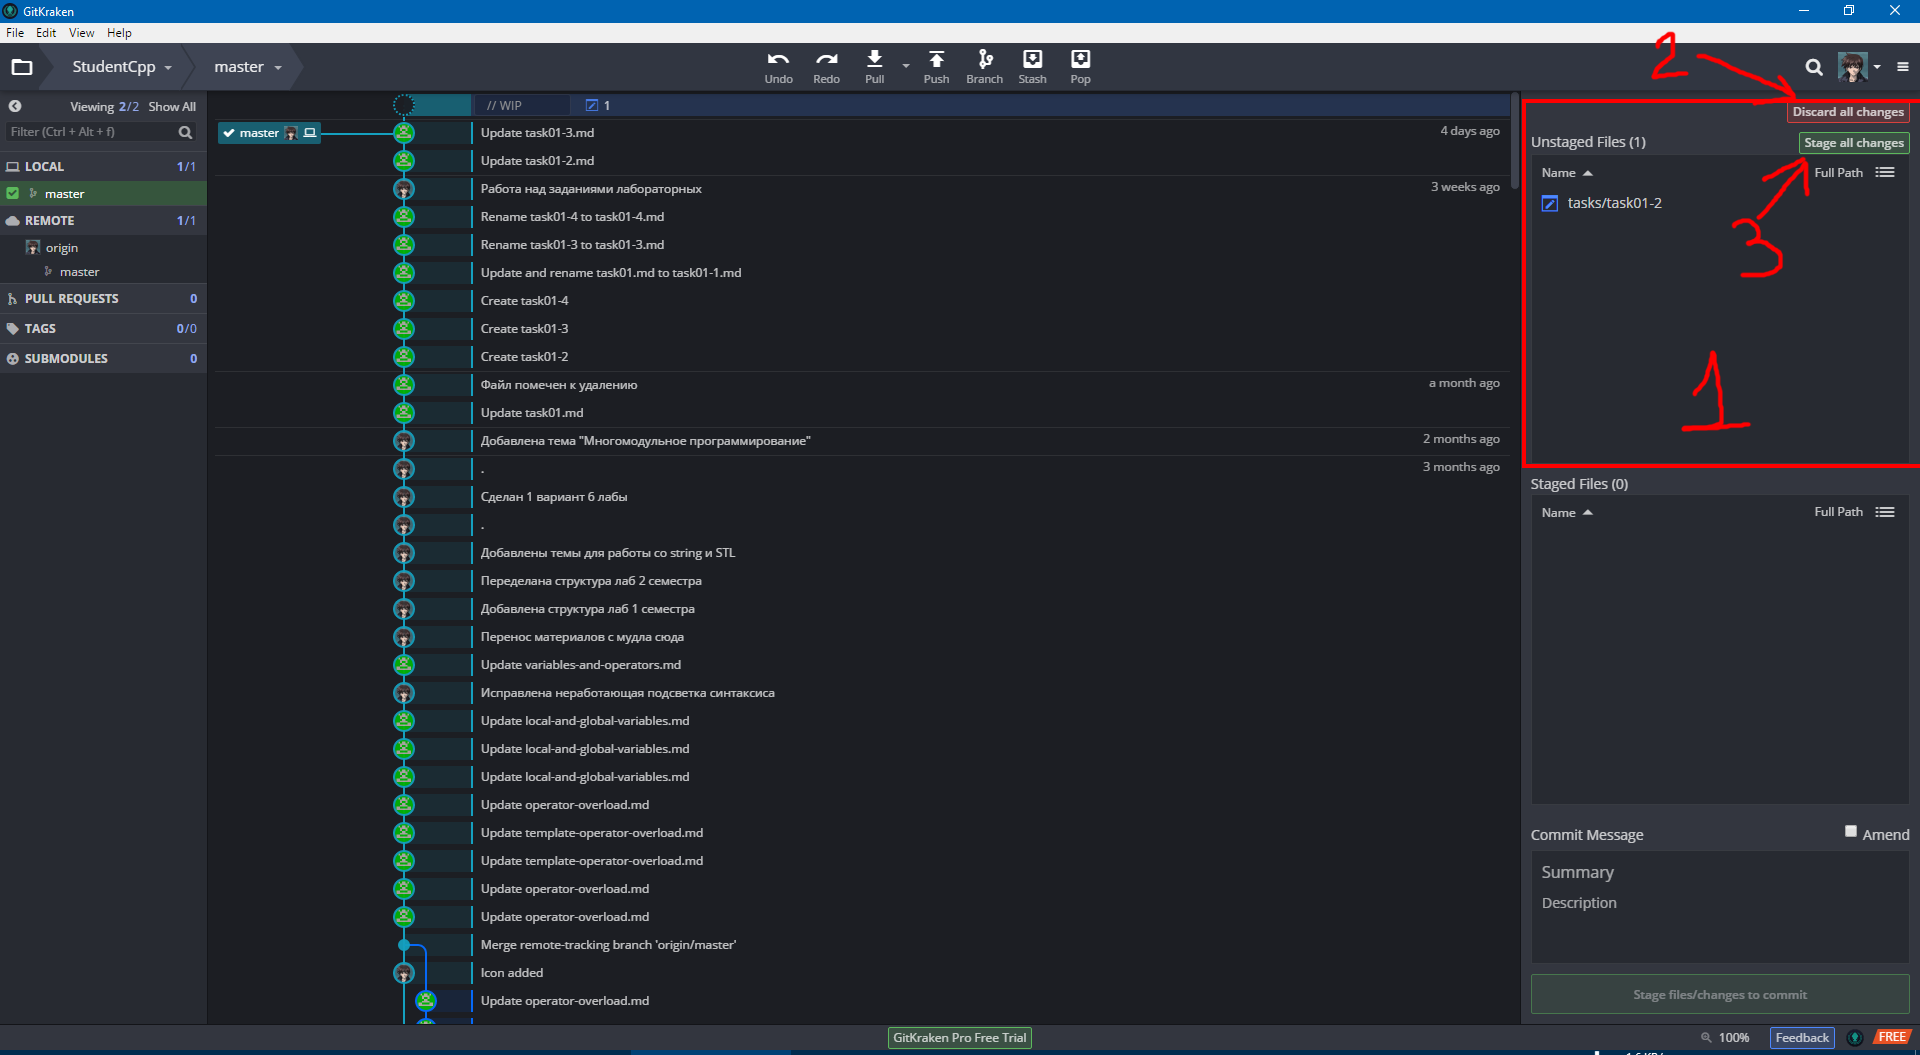 GitKraken
File Edit View Help
StudentCpp master Undo Redo Pull Push Branch Stash Pop
2
Viewing 2/2 Show All
Filter (Ctrl + Alt + f)
LOCAL 1/1
master
REMOTE 1/1
origin
master
PULL REQUESTS 0
TAGS 0/0
SUBMODULES 0
// WIP 1
master Update task01-3.md 4 days ago
Update task01-2.md
Работа над заданиями лабораторных 3 weeks ago
Rename task01-4 to task01-4.md
Rename task01-3 to task01-3.md
Update and rename task01.md to task01-1.md
Create task01-4
Create task01-3
Create task01-2
Файл помечен к удалению a month ago
Update task01.md
Добавлена тема "Многомодульное программирование" 2 months ago
. 3 months ago
Сделан 1 вариант 6 лабы
.
Добавлены темы для работы со string и STL
Переделана структура лаб 2 семестра
Добавлена структура лаб 1 семестра
Перенос материалов с мудла сюда
Update variables-and-operators.md
Исправлена неработающая подсветка синтаксиса
Update local-and-global-variables.md
Update local-and-global-variables.md
Update local-and-global-variables.md
Update operator-overload.md
Update template-operator-overload.md
Update template-operator-overload.md
Update operator-overload.md
Update operator-overload.md
Merge remote-tracking branch 'origin/master'
Icon added
Update operator-overload.md
Discard all changes
Unstaged Files (1) Stage all changes
Name Full Path
tasks/task01-2
3
1
Staged Files (0)
Name Full Path
Commit Message Amend
Summary
Description
Stage files/changes to commit
GitKraken Pro Free Trial 100% Feedback FREE